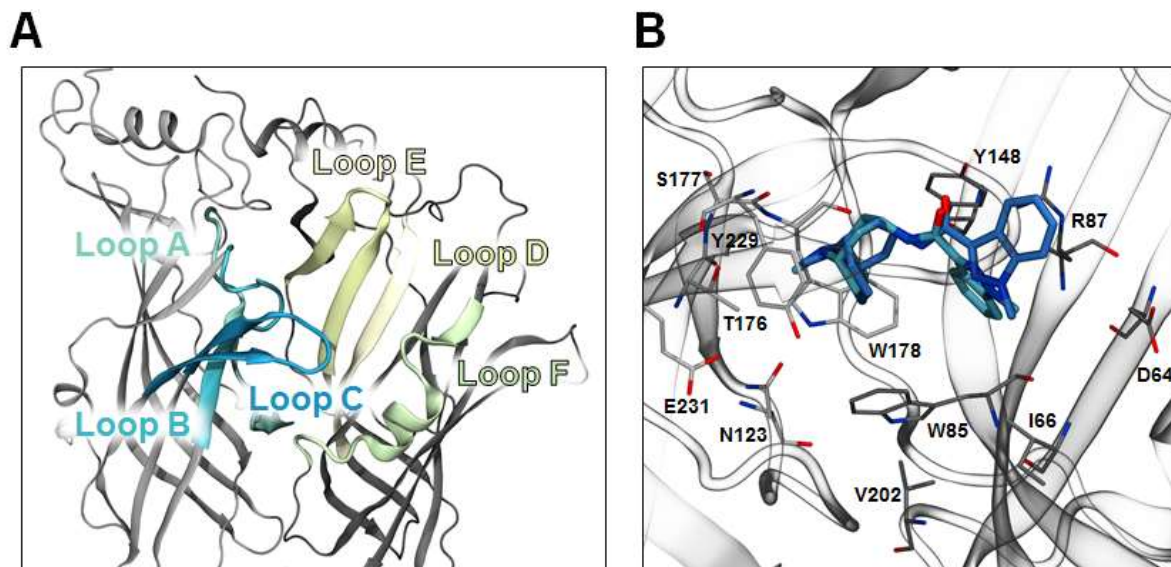 A
B
Loop E
Loop A
Loop D
Loop F
Loop C
Loop B
Y148
S177
R87
Y229
T176
W178
D64
E231
N123
W85
I66
V202